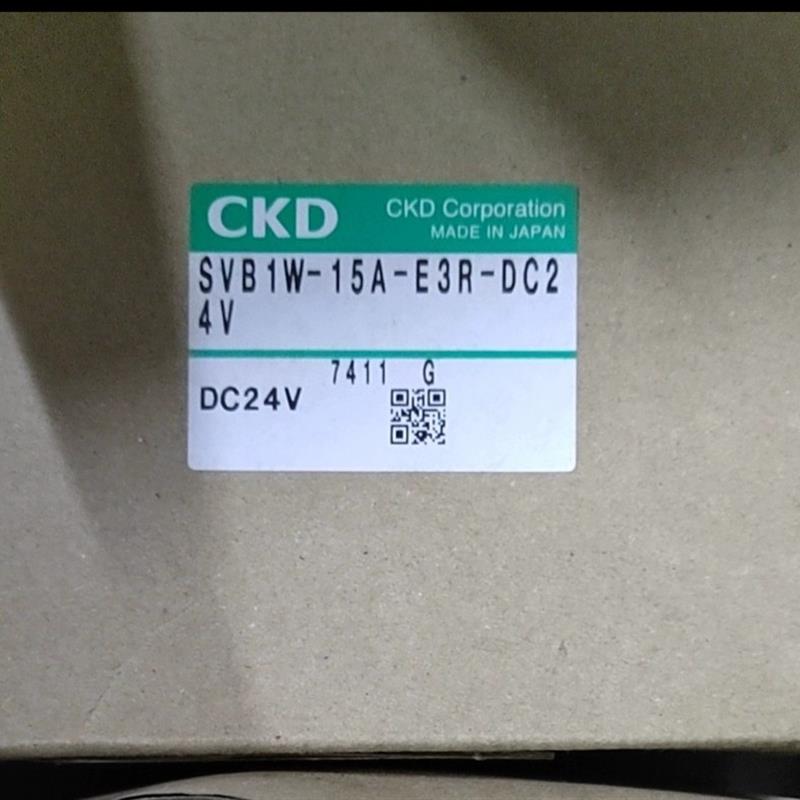 CKD
CKD Corporation
MADE IN JAPAN
SVB1W-15A-E3R-DC2
4V
7411 G
DC24V